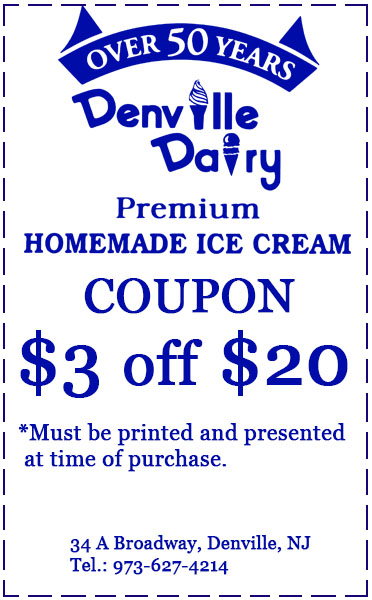 OVER 50 YEARS
Denville
Dairy
Premium
HOMEMADE ICE CREAM
COUPON
$3 off $20
*Must be printed and presented
at time of purchase.
34 A Broadway, Denville, NJ
Tel.: 973-627-4214